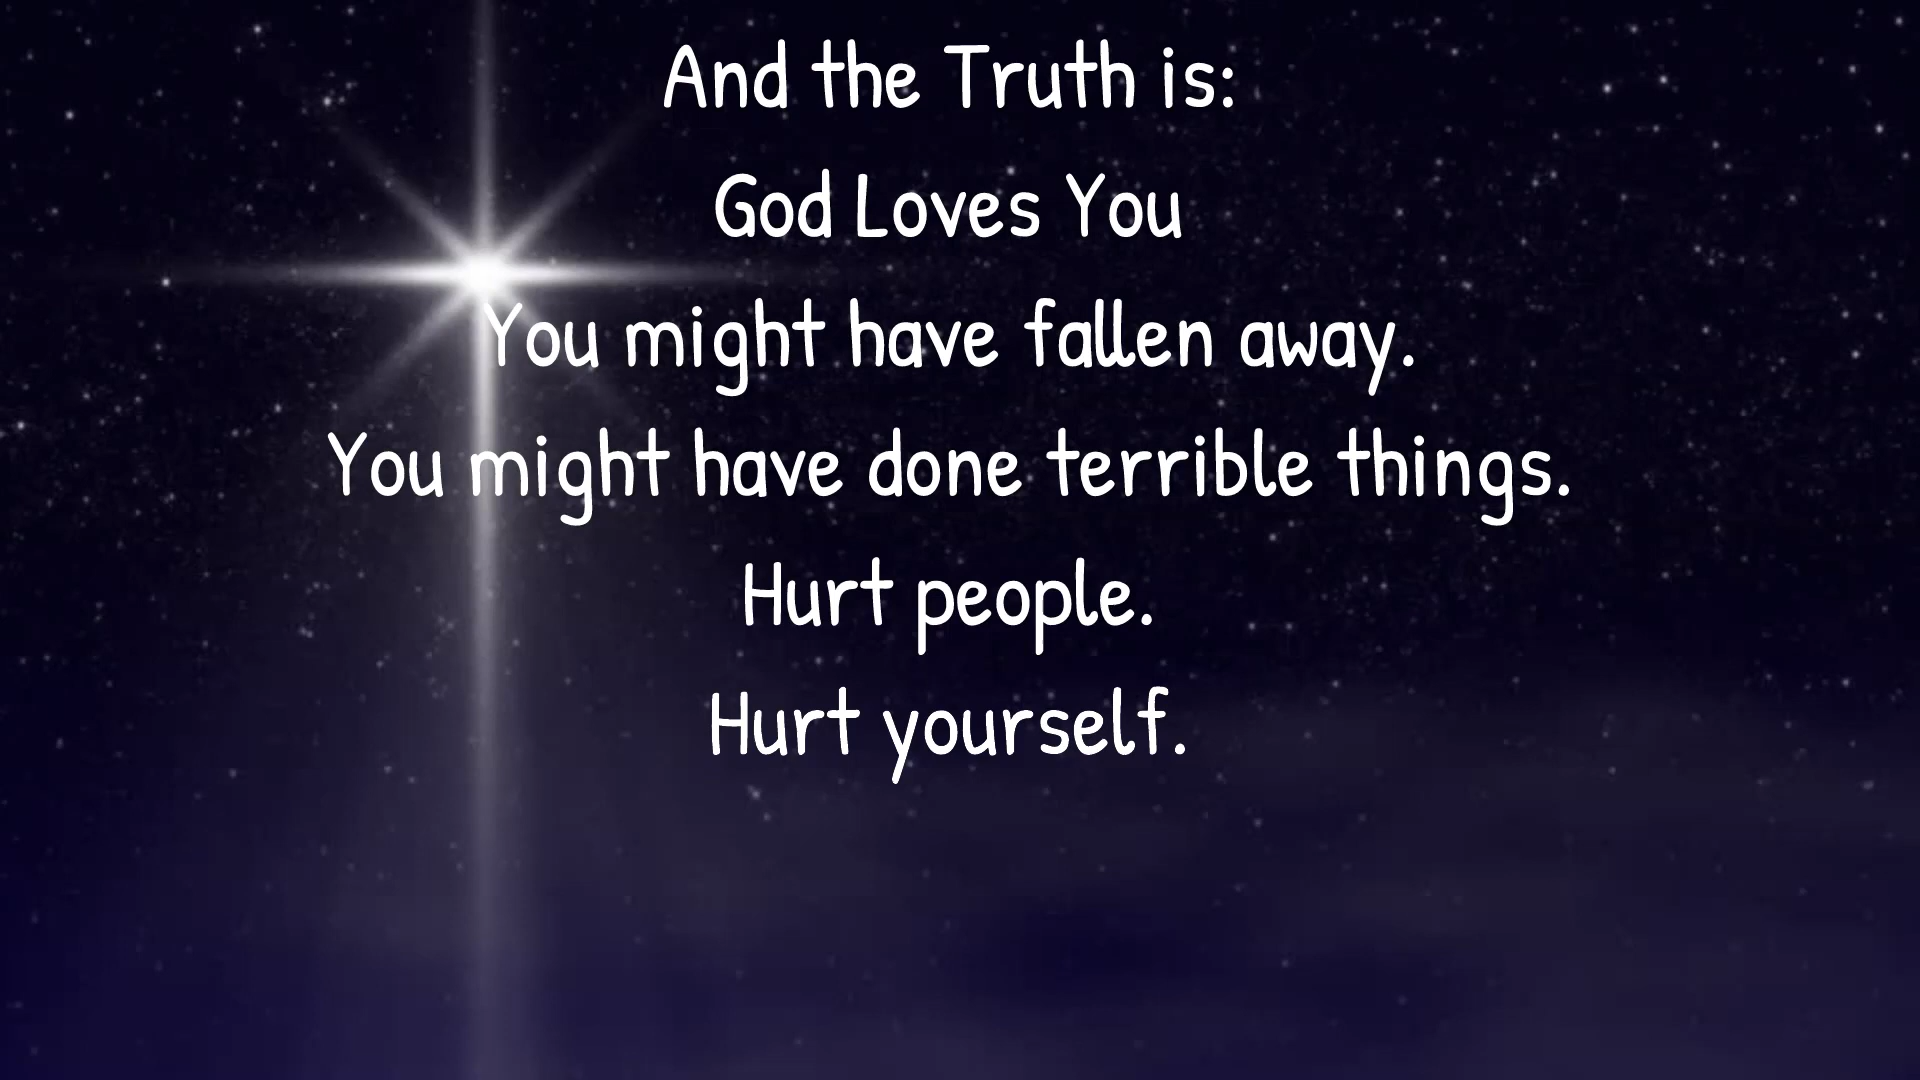 And the Truth is:
God Loves You
You might have fallen away.
You might have done terrible things.
Hurt people.
Hurt yourself.